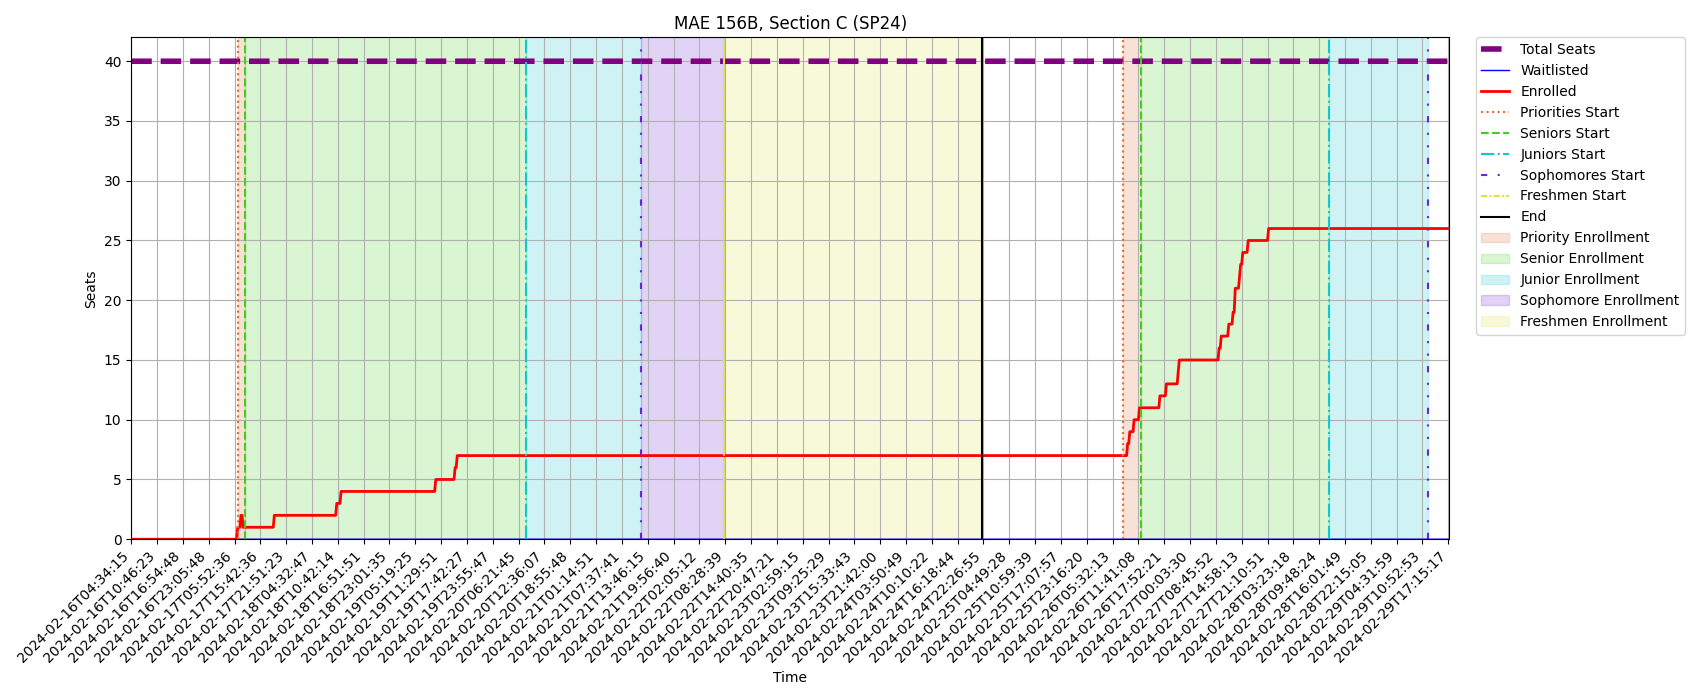 MAE 156B, Section C (SP24)
Seats
40
35
30
25
20
15
10
5
0
2024-02-16T04:34:15
2024-02-16T10:46:23
2024-02-16T16:54:48
2024-02-16T23:05:48
2024-02-17T05:52:36
2024-02-17T15:42:36
2024-02-17T21:51:23
2024-02-18T04:32:47
2024-02-18T10:42:14
2024-02-18T16:51:51
2024-02-18T23:01:35
2024-02-19T05:19:25
2024-02-19T11:29:51
2024-02-19T17:42:27
2024-02-19T23:55:47
2024-02-20T06:21:45
2024-02-20T12:36:07
2024-02-20T18:55:48
2024-02-21T01:14:51
2024-02-21T07:37:41
2024-02-21T13:46:15
2024-02-21T19:56:40
2024-02-22T02:05:12
2024-02-22T08:28:39
2024-02-22T14:40:35
2024-02-22T20:47:21
2024-02-23T02:59:15
2024-02-23T09:25:29
2024-02-23T15:33:43
2024-02-23T21:42:00
2024-02-24T03:50:49
2024-02-24T10:10:22
2024-02-24T16:18:44
2024-02-24T22:26:55
2024-02-25T04:49:28
2024-02-25T10:59:39
2024-02-25T17:07:57
2024-02-25T23:16:20
2024-02-26T05:32:13
2024-02-26T11:41:08
2024-02-26T17:52:21
2024-02-27T00:03:30
2024-02-27T08:45:52
2024-02-27T14:58:13
2024-02-27T21:10:51
2024-02-28T03:23:18
2024-02-28T09:48:24
2024-02-28T16:01:49
2024-02-28T22:15:05
2024-02-29T04:31:59
2024-02-29T10:52:53
2024-02-29T17:15:17
Time
Total Seats
Waitlisted
Enrolled
Priorities Start
Seniors Start
Juniors Start
Sophomores Start
Freshmen Start
End
Priority Enrollment
Senior Enrollment
Junior Enrollment
Sophomore Enrollment
Freshmen Enrollment